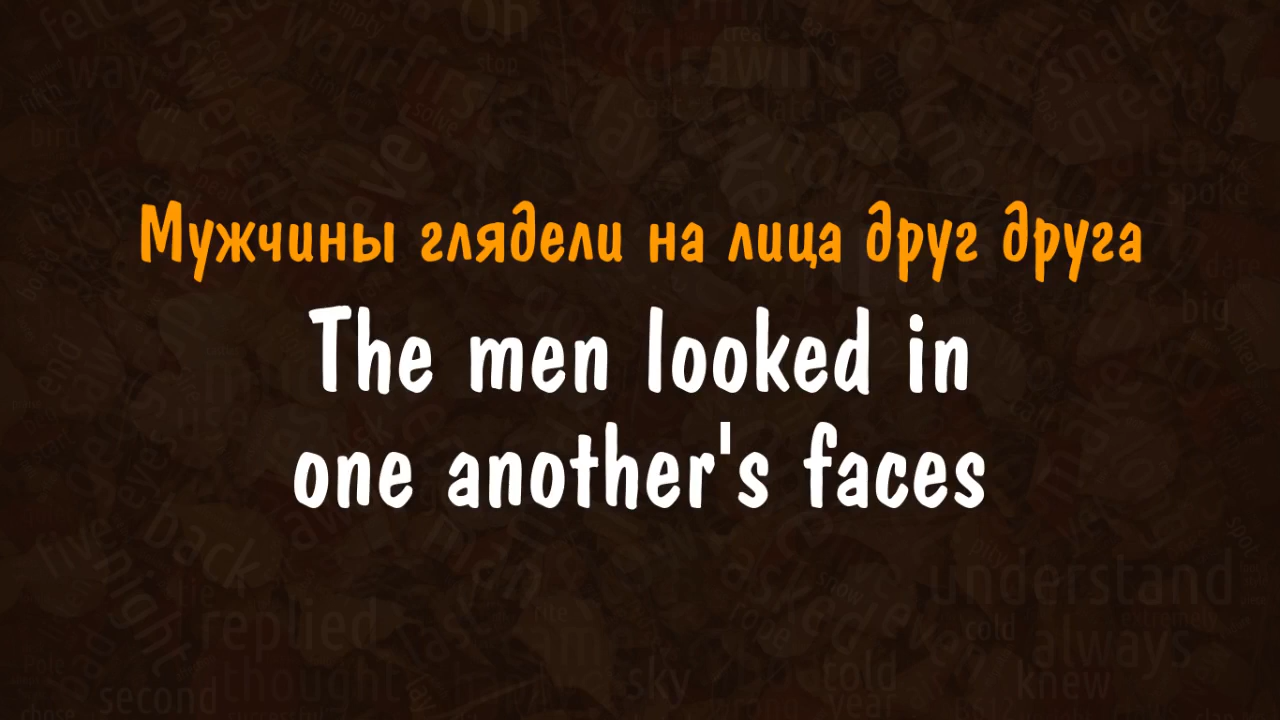 Мужчины глядели на лица друг друга
The men looked in
one another's faces